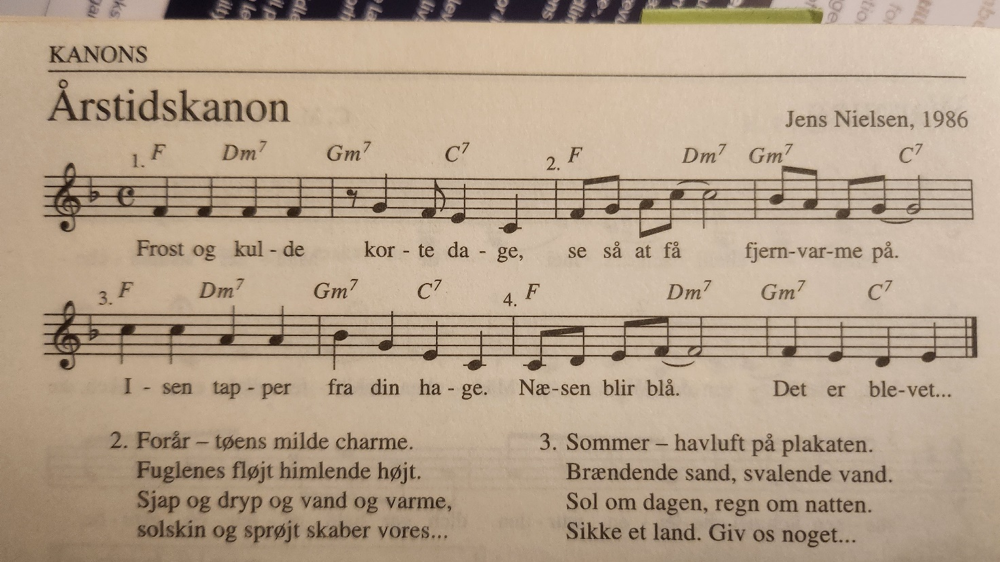 KANONS
Årstidskanon
Jens Nielsen, 1986
1. F Dm7 Gm7 C7 2. F Dm7 Gm7 C7
Frost og kul - de kor - te da - ge, se så at få fjern-var-me på.
3. F Dm7 Gm7 C7 4. F Dm7 Gm7 C7
I - sen tap - per fra din ha - ge. Næ-sen blir blå. Det er ble-vet...
2. Forår – tøens milde charme.
Fuglenes fløjt himlende højt.
Sjap og dryp og vand og varme,
solskin og sprøjt skaber vores...
3. Sommer – havluft på plakaten.
Brændende sand, svalende vand.
Sol om dagen, regn om natten.
Sikke et land. Giv os noget...